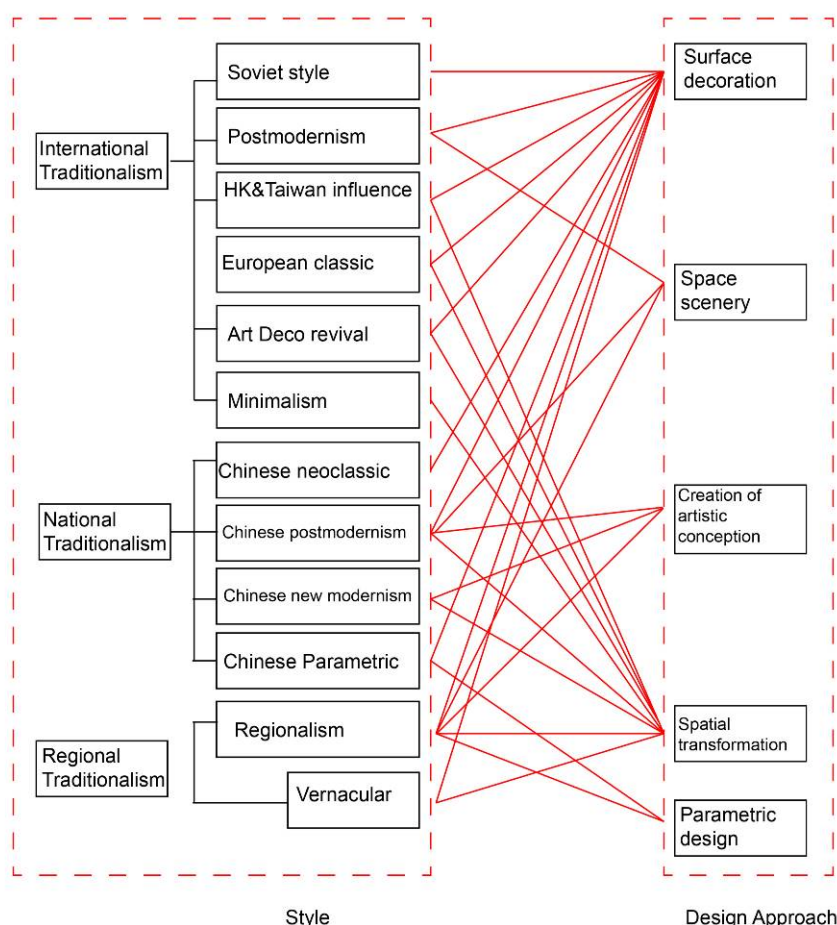 Soviet style
Postmodernism
International
Traditionalism
HK&Taiwan influence
European classic
Art Deco revival
Minimalism
Chinese neoclassic
National
Traditionalism
Chinese postmodernism
Chinese new modernism
Chinese Parametric
Regionalism
Regional
Traditionalism
Vernacular
Style
Surface
decoration
Space
scenery
Creation of
artistic
conception
Spatial
transformation
Parametric
design
Design Approach